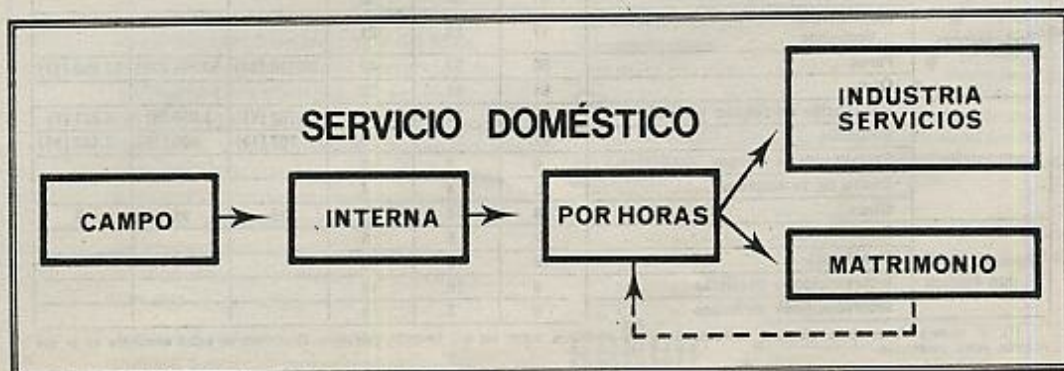 SERVICIO DOMÉSTICO
CAMPO
INTERNA
POR HORAS
INDUSTRIA
SERVICIOS
MATRIMONIO